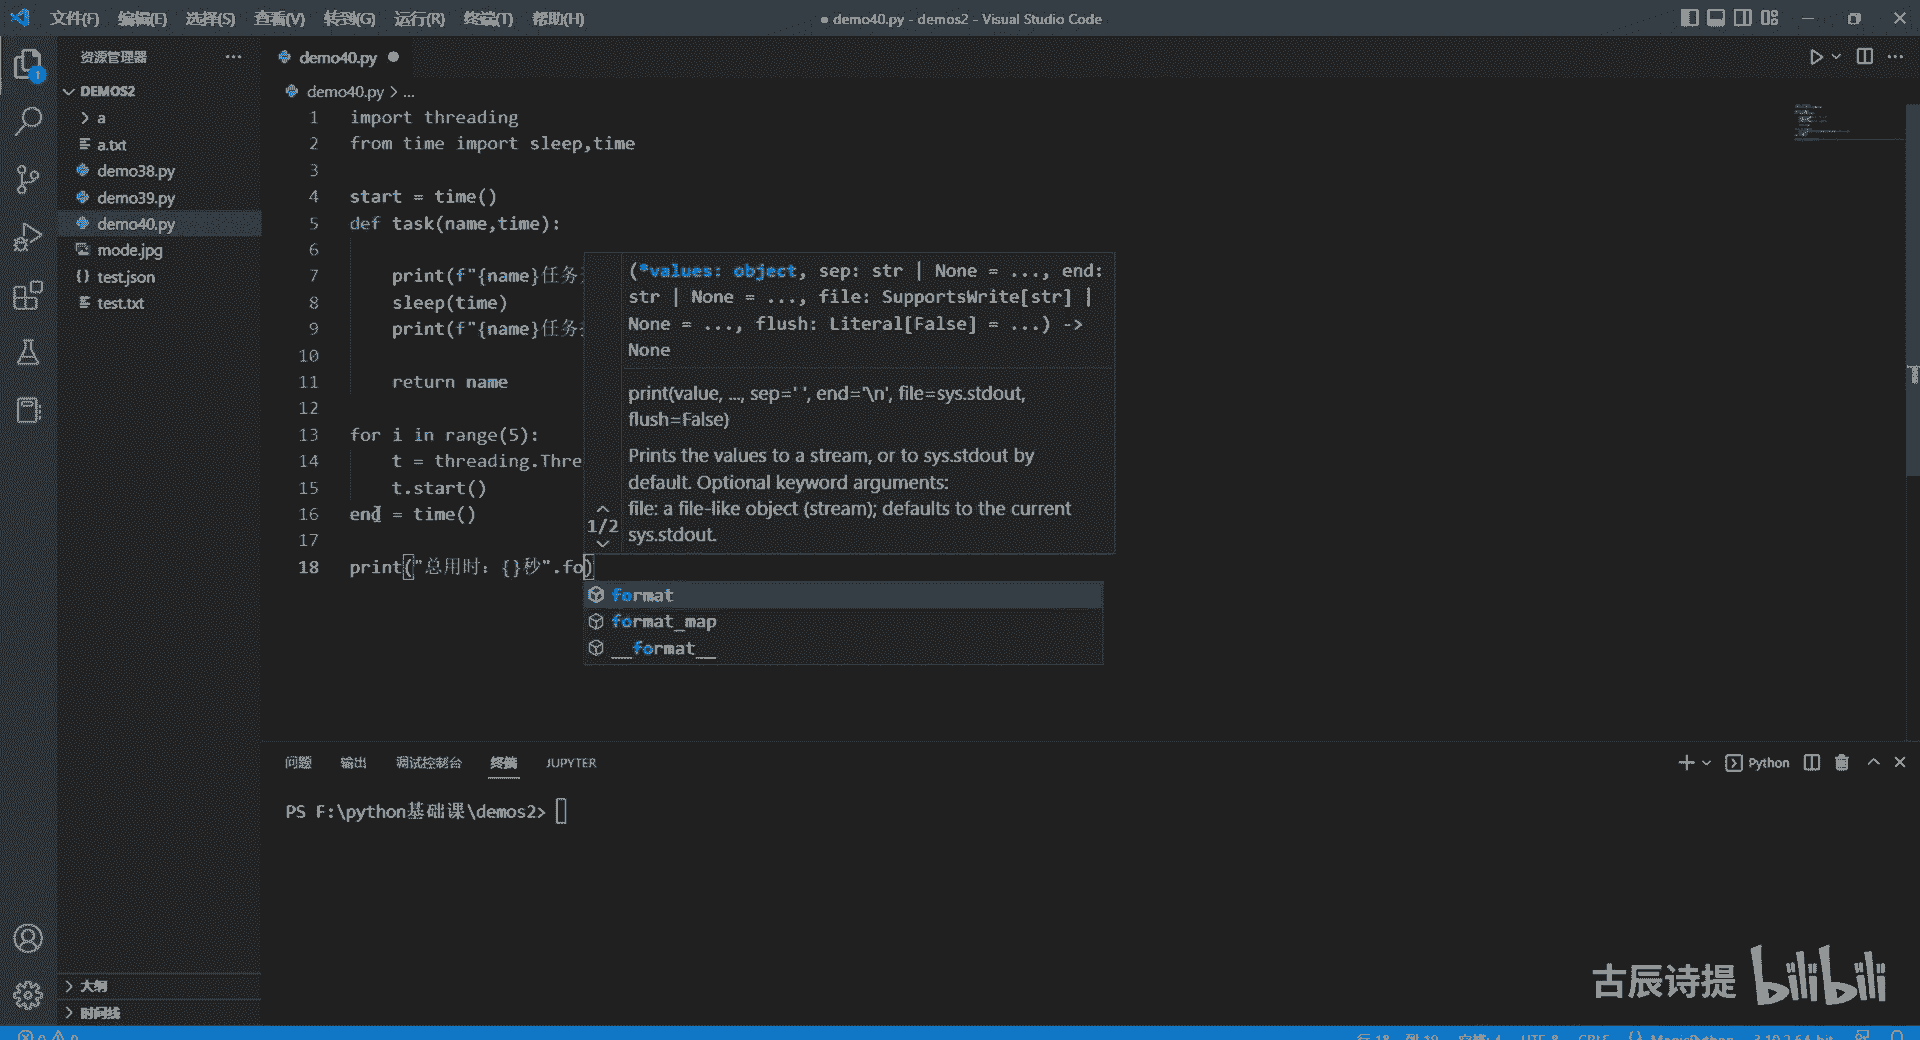 文件(F) 编辑(E) 选择(S) 查看(V) 转到(G) 运行(R) 终端(T) 帮助(H)
● demo40.py - demos2 - Visual Studio Code
资源管理器
demo40.py
1
DEMOS2
a
a.txt
demo38.py
demo39.py
demo40.py
mode.jpg
test.json
test.txt
大纲
时间线
demo40.py > ...
1 import threading
2 from time import sleep,time
3
4 start = time()
5 def task(name,time):
6
7 print(f"{name}任务
8 sleep(time)
9 print(f"{name}任务
10
11 return name
12
13 for i in range(5):
14 t = threading.Thre
15 t.start()
16 end = time()
17
18 print("总用时：{}秒".fo)
(*values: object, sep: str | None = ..., end:
str | None = ..., file: SupportsWrite[str] |
None = ..., flush: Literal[False] = ...) ->
None
print(value, ..., sep=' ', end='\n', file=sys.stdout,
flush=False)
Prints the values to a stream, or to sys.stdout by
default. Optional keyword arguments:
file: a file-like object (stream); defaults to the current
sys.stdout.
1/2
format
format_map
__format__
问题 输出 调试控制台 终端 JUPYTER
Python
PS F:\python基础课\demos2>
古辰诗提 bilibili